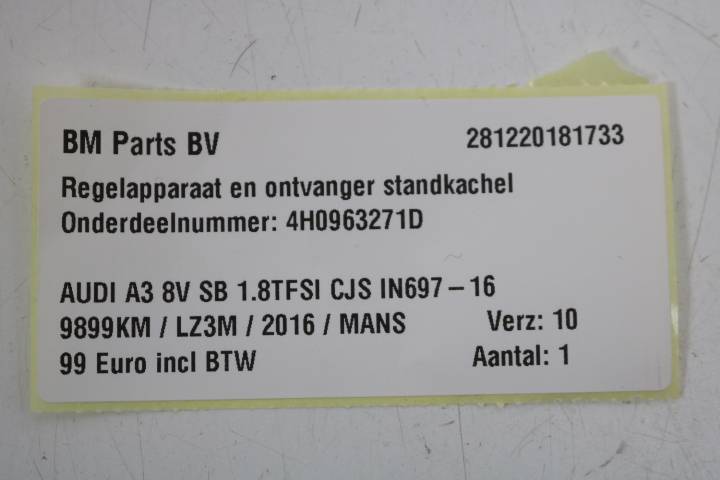 BM Parts BV 281220181733
Regelapparaat en ontvanger standkachel
Onderdeelnummer: 4H0963271D
AUDI A3 8V SB 1.8TFSI CJS IN697 – 16
9899KM / LZ3M / 2016 / MANS Verz: 10
99 Euro incl BTW Aantal: 1